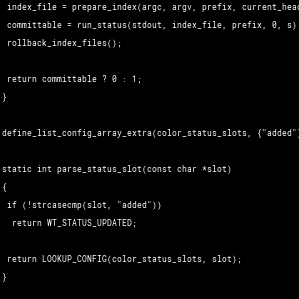 index_file = prepare_index(argc, argv, prefix, current_hea
committable = run_status(stdout, index_file, prefix, 0, s)
rollback_index_files();
return committable ? 0 : 1;
}
define_list_config_array_extra(color_status_slots, {"added"
static int parse_status_slot(const char *slot)
{
if (!strcasecmp(slot, "added"))
return WT_STATUS_UPDATED;
return LOOKUP_CONFIG(color_status_slots, slot);
}